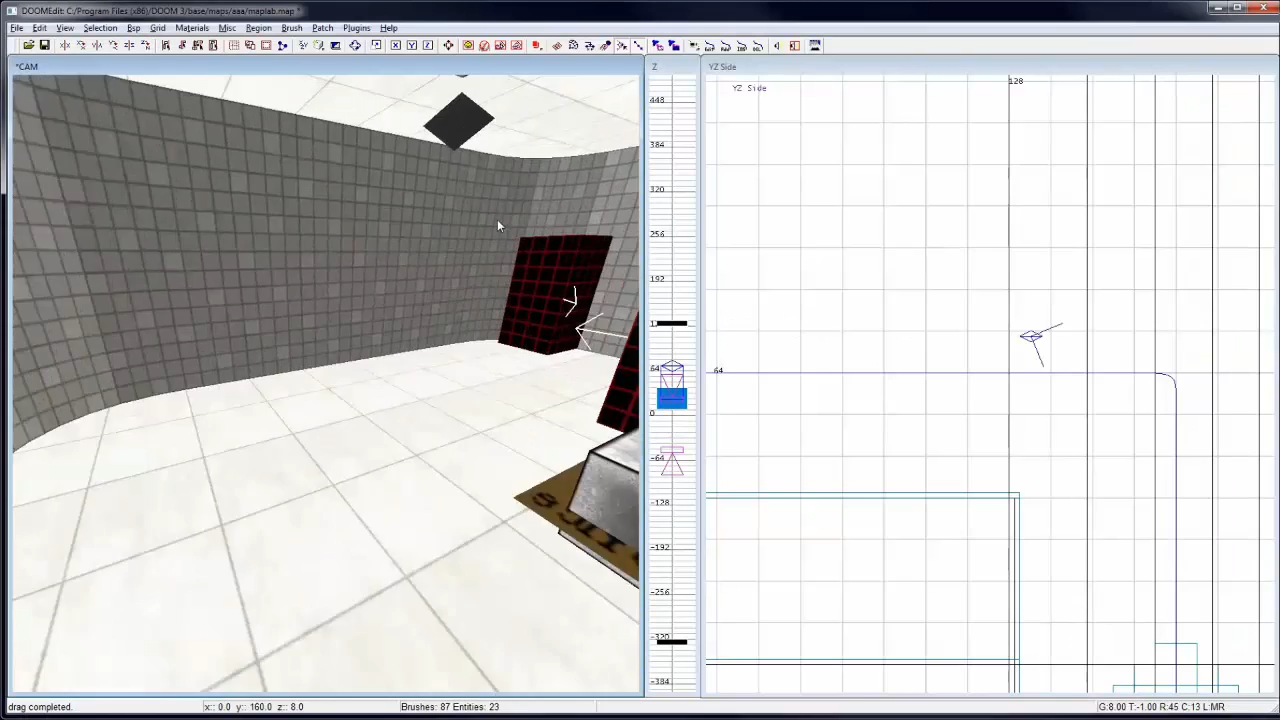 DOOMEdit: C:/Program Files (x86)/DOOM 3/base/maps/aaa/maplab.map *
File Edit View Selection Bsp Grid Materials Misc Region Brush Patch Plugins Help
*CAM
Z
YZ Side
448
384
320
256
192
64
0
-64
-128
-192
-256
-320
-384
YZ Side
128
64
drag completed.
x:: 0.0 y:: 160.0 z:: 8.0
Brushes: 87 Entities: 23
G:8.00 T:-1.00 R:45 C:13 L:MR